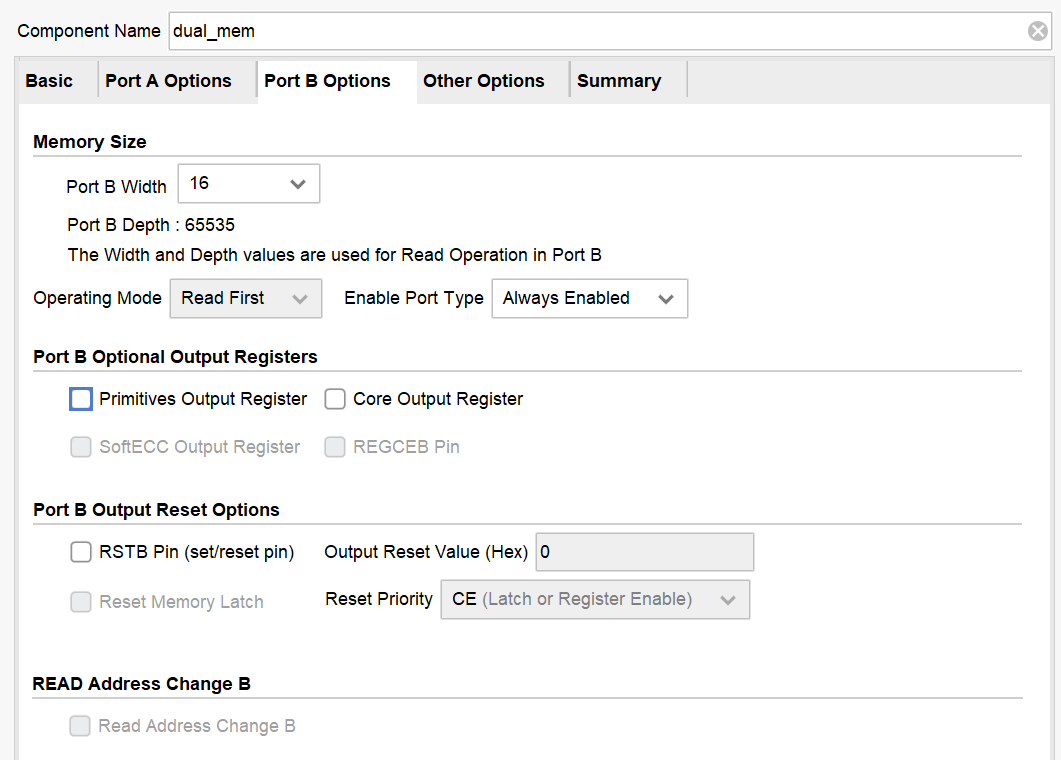 Component Name dual_mem
Basic Port A Options Port B Options Other Options Summary
Memory Size
Port B Width 16
Port B Depth : 65535
The Width and Depth values are used for Read Operation in Port B
Operating Mode Read First Enable Port Type Always Enabled
Port B Optional Output Registers
Primitives Output Register Core Output Register
SoftECC Output Register REGCEB Pin
Port B Output Reset Options
RSTB Pin (set/reset pin) Output Reset Value (Hex) 0
Reset Memory Latch Reset Priority CE (Latch or Register Enable)
READ Address Change B
Read Address Change B